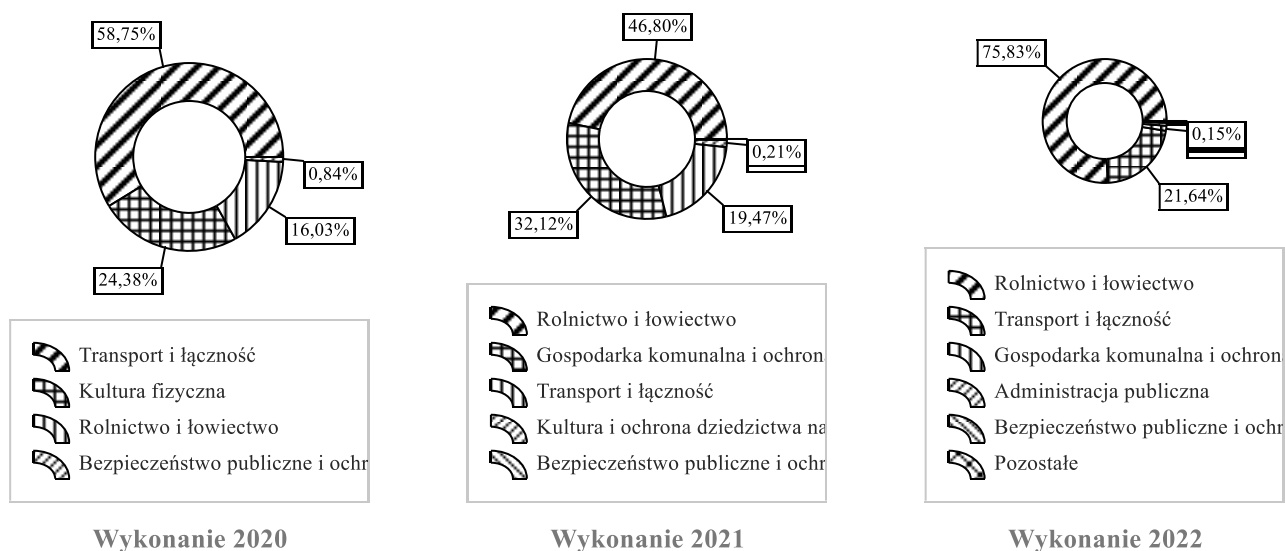 58,75%
0,84%
16,03%
24,38%
Transport i łączność
Kultura fizyczna
Rolnictwo i łowiectwo
Bezpieczeństwo publiczne i ochr
Wykonanie 2020
46,80%
0,21%
19,47%
32,12%
Rolnictwo i łowiectwo
Gospodarka komunalna i ochron
Transport i łączność
Kultura i ochrona dziedzictwa na
Bezpieczeństwo publiczne i ochr
Wykonanie 2021
75,83%
0,15%
21,64%
Rolnictwo i łowiectwo
Transport i łączność
Gospodarka komunalna i ochron
Administracja publiczna
Bezpieczeństwo publiczne i ochr
Pozostałe
Wykonanie 2022